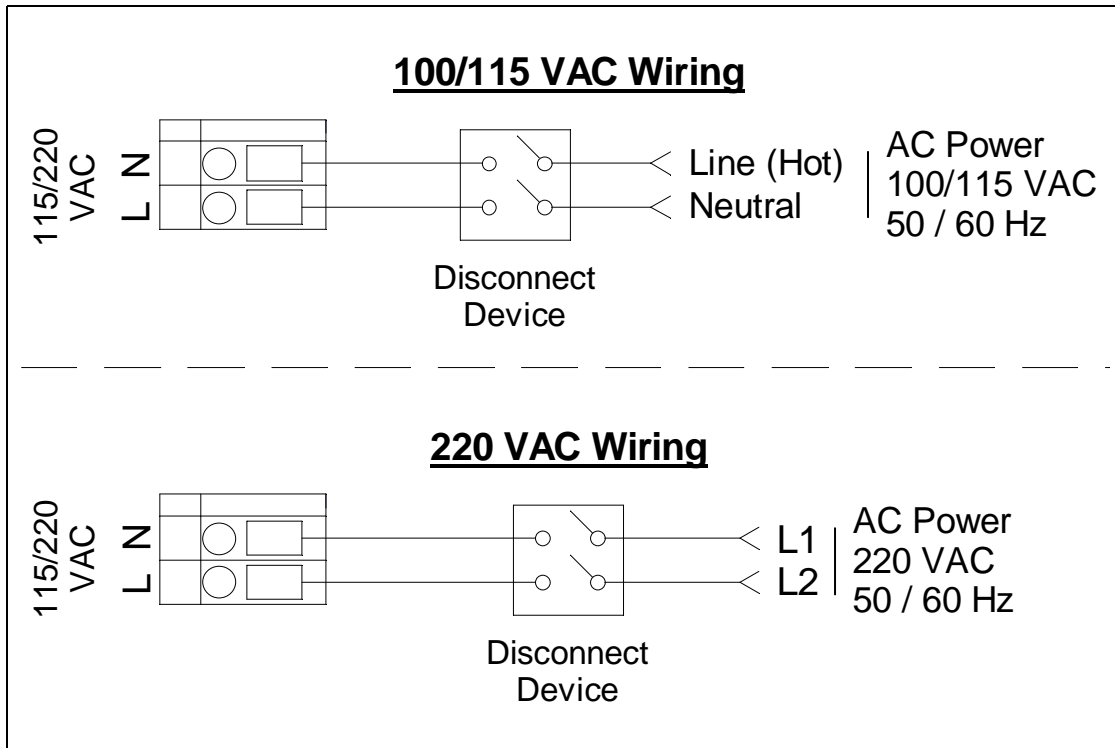 100/115 VAC Wiring
115/220
VAC
N
L
Line (Hot)
Neutral
AC Power
100/115 VAC
50 / 60 Hz
Disconnect
Device
220 VAC Wiring
115/220
VAC
N
L
L1
L2
AC Power
220 VAC
50 / 60 Hz
Disconnect
Device